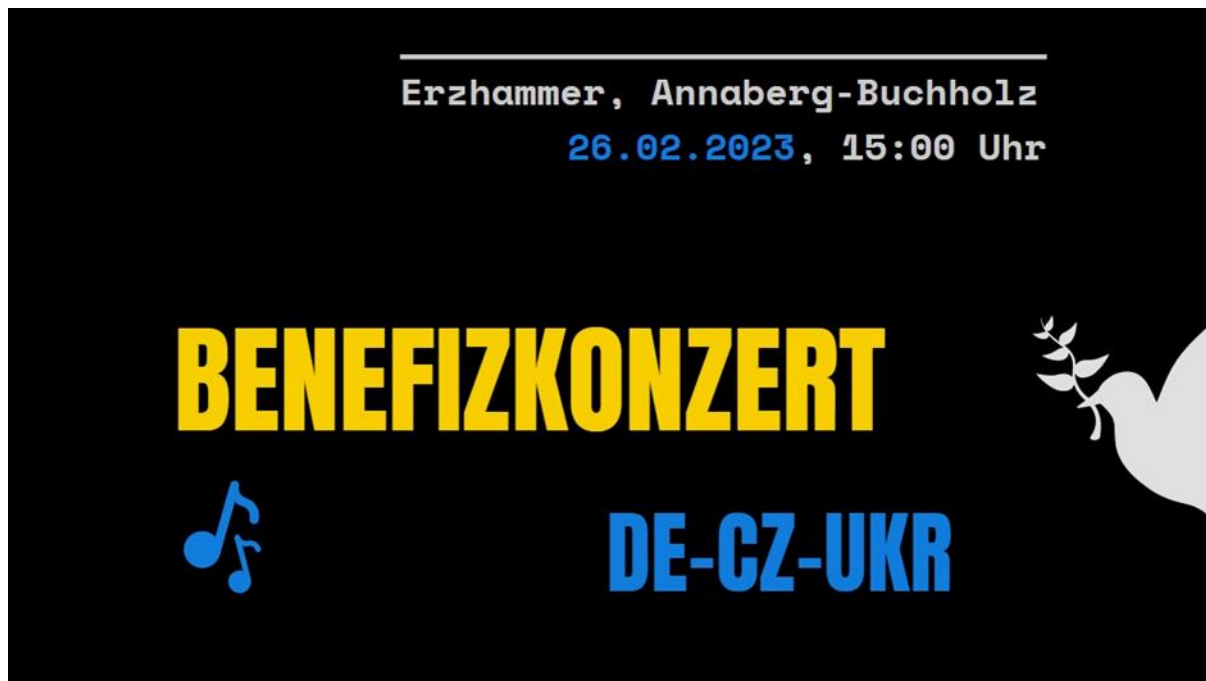 Erzhammer, Annaberg-Buchholz
26.02.2023, 15:00 Uhr
BENEFIZKONZERT
DE-CZ-UKR